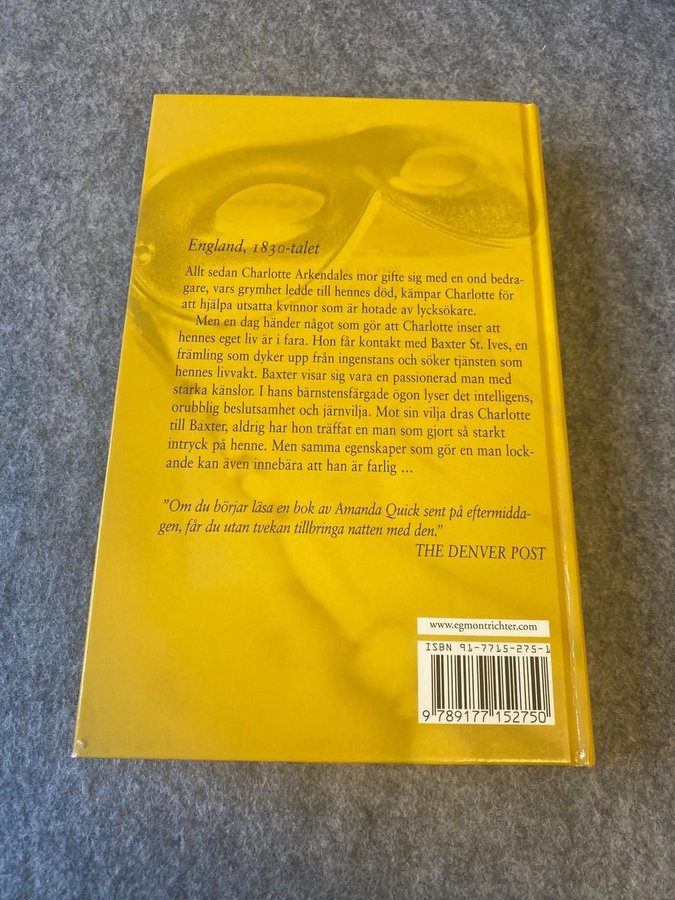 England, 1830-talet
Allt sedan Charlotte Arkendales mor gifte sig med en ond bedra-
gare, vars grymhet ledde till hennes död, kämpar Charlotte för
att hjälpa utsatta kvinnor som är hotade av lycksökare.
Men en dag händer något som gör att Charlotte inser att
hennes eget liv är i fara. Hon får kontakt med Baxter St. Ives, en
främling som dyker upp från ingenstans och söker tjänsten som
hennes livvakt. Baxter visar sig vara en passionerad man med
starka känslor. I hans bärnstensfärgade ögon lyser det intelligens,
orubblig beslutsamhet och järnvilja. Mot sin vilja dras Charlotte
till Baxter, aldrig har hon träffat en man som gjort så starkt
intryck på henne. Men samma egenskaper som gör en man lock-
ande kan även innebära att han är farlig ...
”Om du börjar läsa en bok av Amanda Quick sent på eftermidda-
gen, får du utan tvekan tillbringa natten med den.”
THE DENVER POST
www.egmontrichter.com
ISBN 91-7715-275-1
9 789177 152750